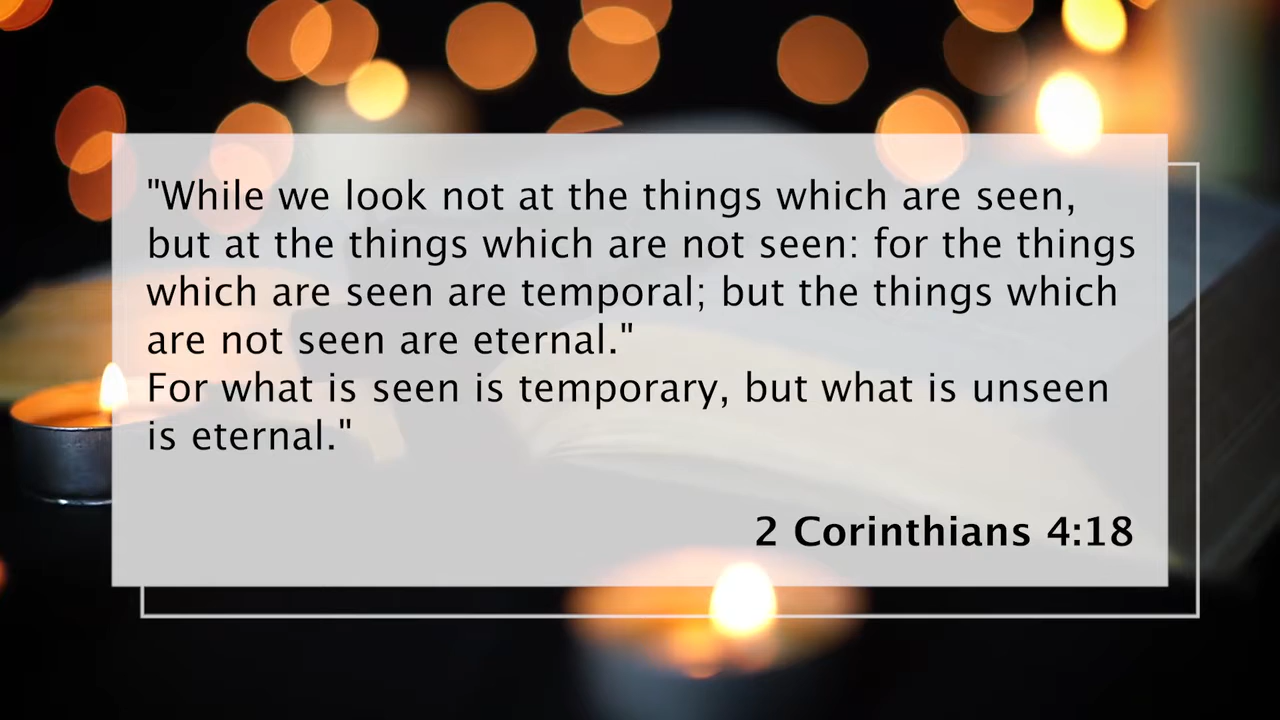 "While we look not at the things which are seen,
but at the things which are not seen: for the things
which are seen are temporal; but the things which
are not seen are eternal."
For what is seen is temporary, but what is unseen
is eternal."
2 Corinthians 4:18